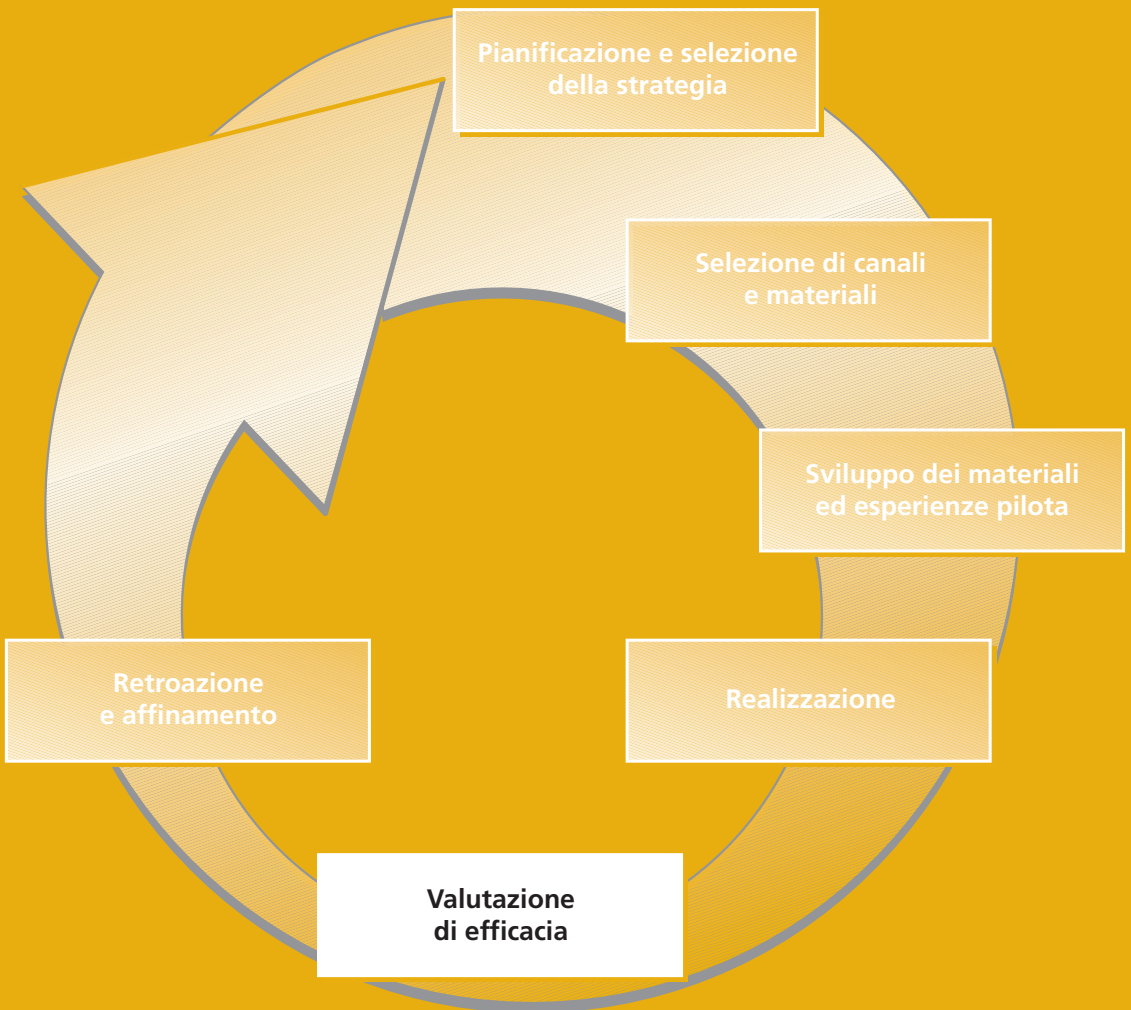 Pianificazione e selezione
della strategia
Selezione di canali
e materiali
Sviluppo dei materiali
ed esperienze pilota
Realizzazione
Valutazione
di efficacia
Retroazione
e affinamento